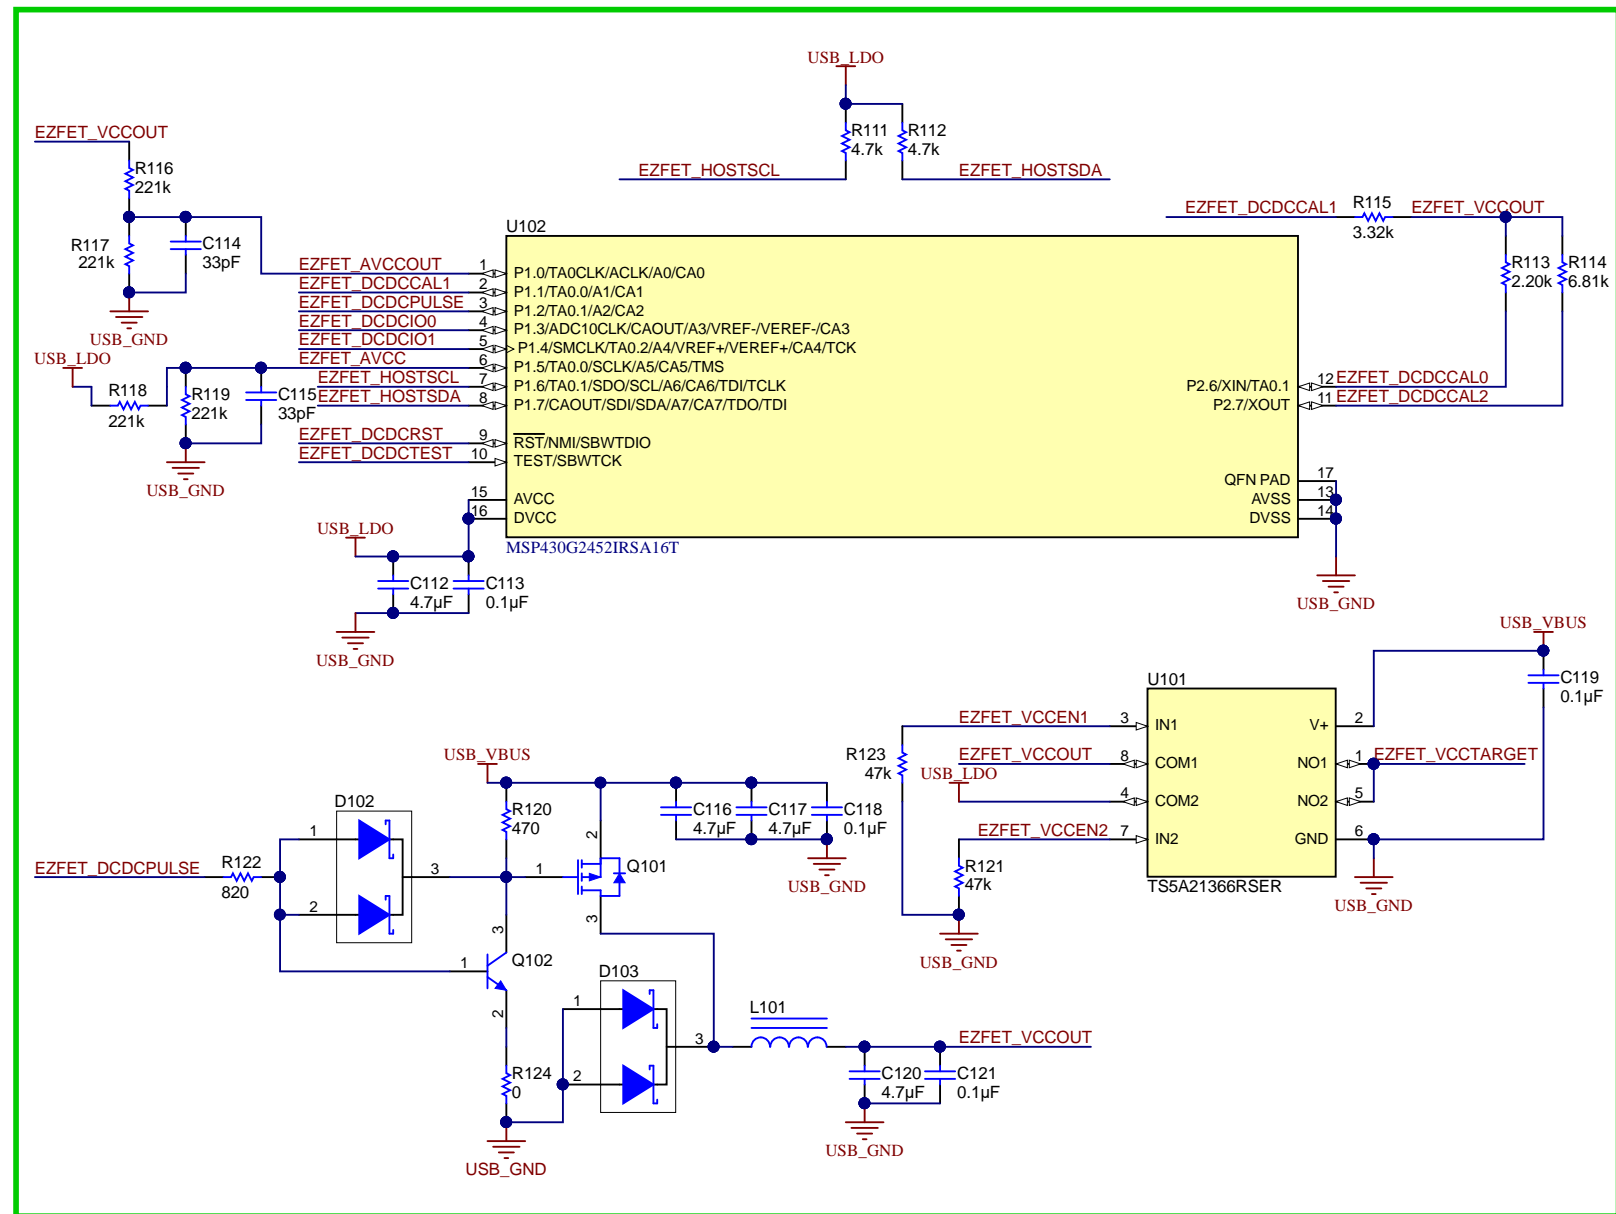 USB_LDO
R111 R112
4.7k 4.7k
EZFET_HOSTSCL EZFET_HOSTSDA
EZFET_VCCOUT
R116
221k
R117
221k
C114
33pF
USB_GND
USB_LDO
R118
221k
R119
221k
C115
33pF
USB_GND
U102
EZFET_AVCCOUT 1 P1.0/TA0CLK/ACLK/A0/CA0
EZFET_DCDCCAL1 2 P1.1/TA0.0/A1/CA1
EZFET_DCDCPULSE 3 P1.2/TA0.1/A2/CA2
EZFET_DCDCIO0 4 P1.3/ADC10CLK/CAOUT/A3/VREF-/VEREF-/CA3
EZFET_DCDCIO1 5 P1.4/SMCLK/TA0.2/A4/VREF+/VEREF+/CA4/TCK
EZFET_AVCC 6 P1.5/TA0.0/SCLK/A5/CA5/TMS
EZFET_HOSTSCL 7 P1.6/TA0.1/SDO/SCL/A6/CA6/TDI/TCLK
EZFET_HOSTSDA 8 P1.7/CAOUT/SDI/SDA/A7/CA7/TDO/TDI
EZFET_DCDCRST 9 RST/NMI/SBWTDIO
EZFET_DCDCTEST 10 TEST/SBWTCK
15 AVCC
16 DVCC
MSP430G2452IRSA16T
USB_LDO
C112
4.7µF
C113
0.1µF
USB_GND
EZFET_DCDCCAL1 R115 EZFET_VCCOUT
3.32k
R113 R114
2.20k 6.81k
P2.6/XIN/TA0.1 12 EZFET_DCDCCAL0
P2.7/XOUT 11 EZFET_DCDCCAL2
QFN PAD 17
AVSS 13
DVSS 14
USB_GND
USB_VBUS
C119
0.1µF
U101
EZFET_VCCEN1 3 IN1 V+ 2
EZFET_VCCOUT 8 COM1 NO1 1 EZFET_VCCTARGET
USB_LDO 4 COM2 NO2 5
EZFET_VCCEN2 7 IN2 GND 6
TS5A21366RSER
R123
47k
R121
47k
USB_GND
USB_GND
USB_VBUS
R120
470
C116 C117 C118
4.7µF 4.7µF 0.1µF
USB_GND
D102
1
2
3
EZFET_DCDCPULSE R122
820
1
2
3
Q101
1
3
2
Q102
R124
0
USB_GND
D103
1
2
3
L101
EZFET_VCCOUT
C120 C121
4.7µF 0.1µF
USB_GND